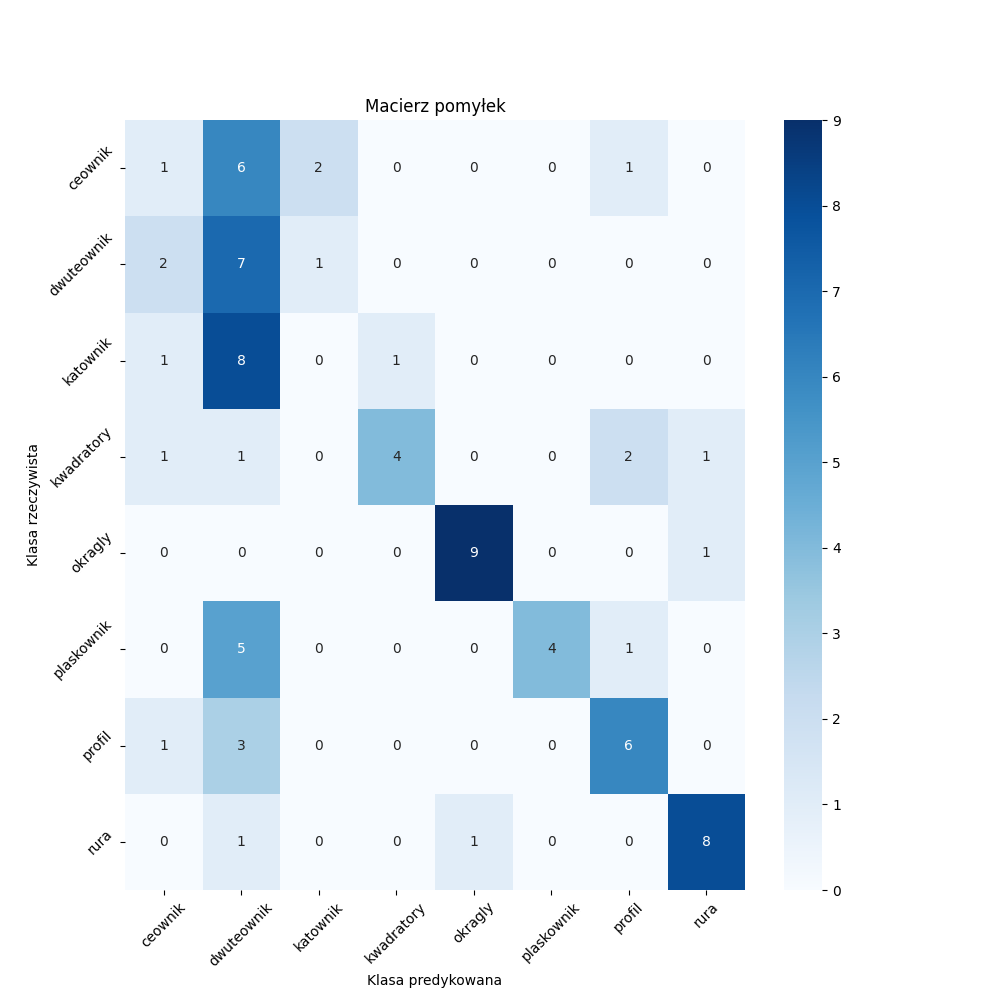 Macierz pomyłek
Klasa rzeczywista
ceownik 1 6 2 0 0 0 1 0
dwuteownik 2 7 1 0 0 0 0 0
katownik 1 8 0 1 0 0 0 0
kwadratory 1 1 0 4 0 0 2 1
okragly 0 0 0 0 9 0 0 1
plaskownik 0 5 0 0 0 4 1 0
profil 1 3 0 0 0 0 6 0
rura 0 1 0 0 1 0 0 8
ceownik dwuteownik katownik kwadratory okragly plaskownik profil rura
Klasa predykowana
9
8
7
6
5
4
3
2
1
0